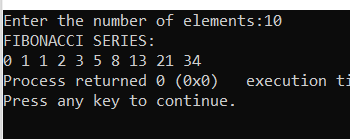 Enter the number of elements:10
FIBONACCI SERIES:
0 1 1 2 3 5 8 13 21 34
Process returned 0 (0x0)   execution ti
Press any key to continue.